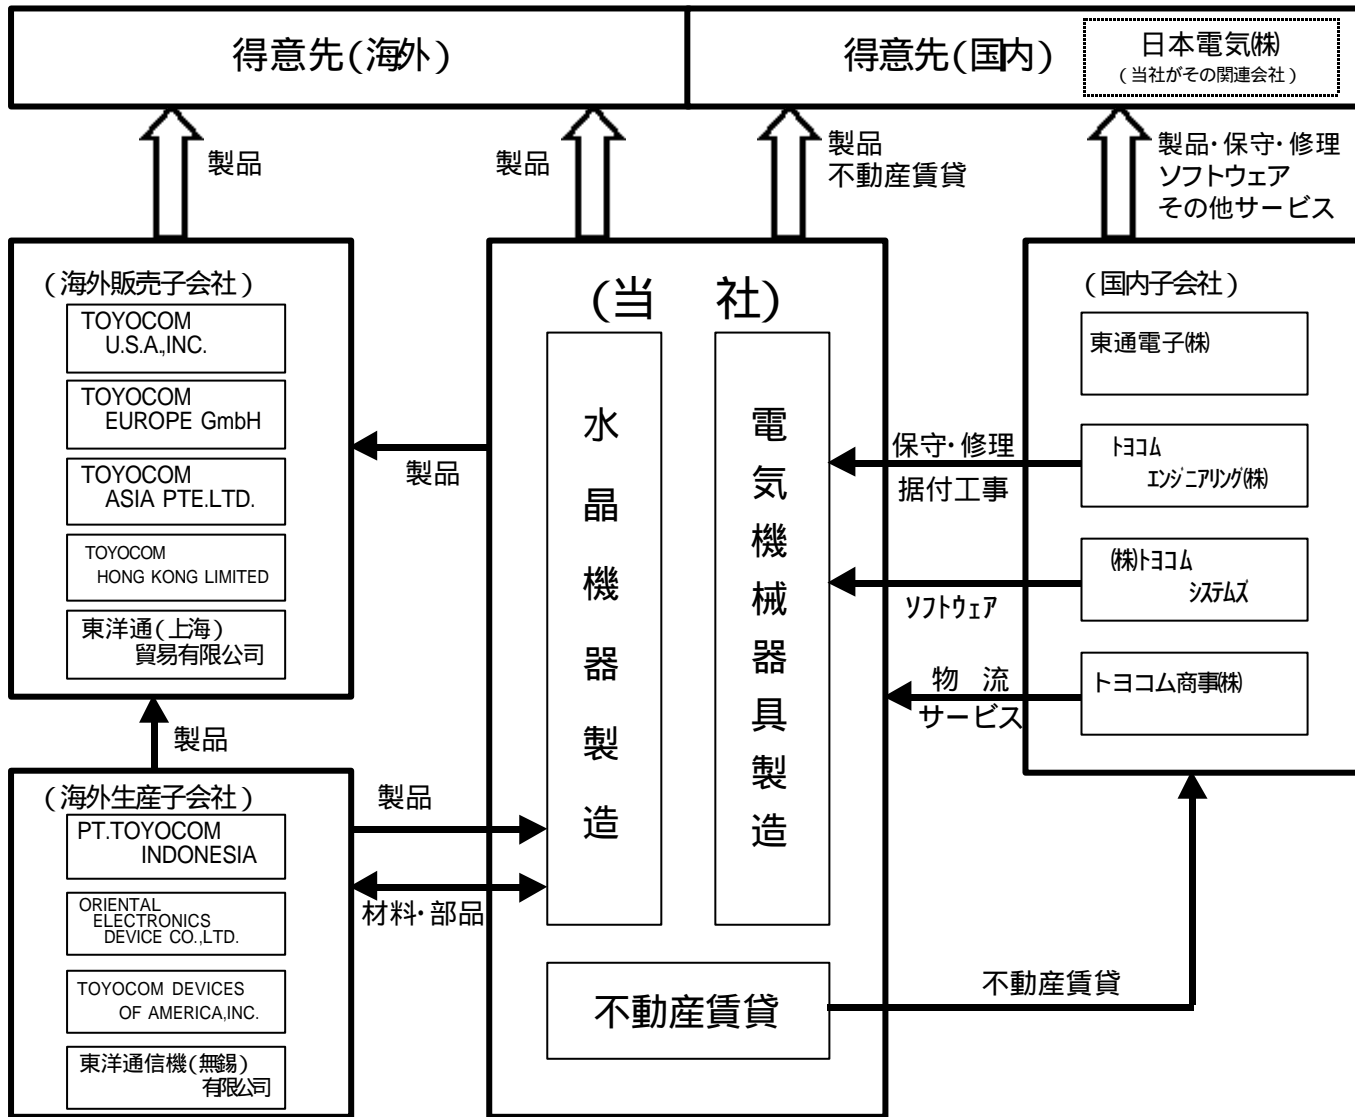 得意先(海外)
得意先(国内)
日本電気㈱
(当社がその関連会社)
製品
製品
製品
不動産賃貸
製品・保守・修理
ソフトウェア
その他サービス
(海外販売子会社)
TOYOCOM
U.S.A.,INC.
TOYOCOM
EUROPE GmbH
TOYOCOM
ASIA PTE.LTD.
TOYOCOM
HONG KONG LIMITED
東洋通(上海)
貿易有限公司
製品
(当 社)
水晶機器製造
電気機械器具製造
不動産賃貸
(国内子会社)
東通電子㈱
トヨコム
エンジニアリング㈱
㈱トヨコム
システムズ
トヨコム商事㈱
保守・修理
据付工事
ソフトウェア
物 流
サービス
製品
(海外生産子会社)
PT.TOYOCOM
INDONESIA
ORIENTAL
ELECTRONICS
DEVICE CO.,LTD.
TOYOCOM DEVICES
OF AMERICA,INC.
東洋通信機(無錫)
有限公司
製品
材料・部品
不動産賃貸